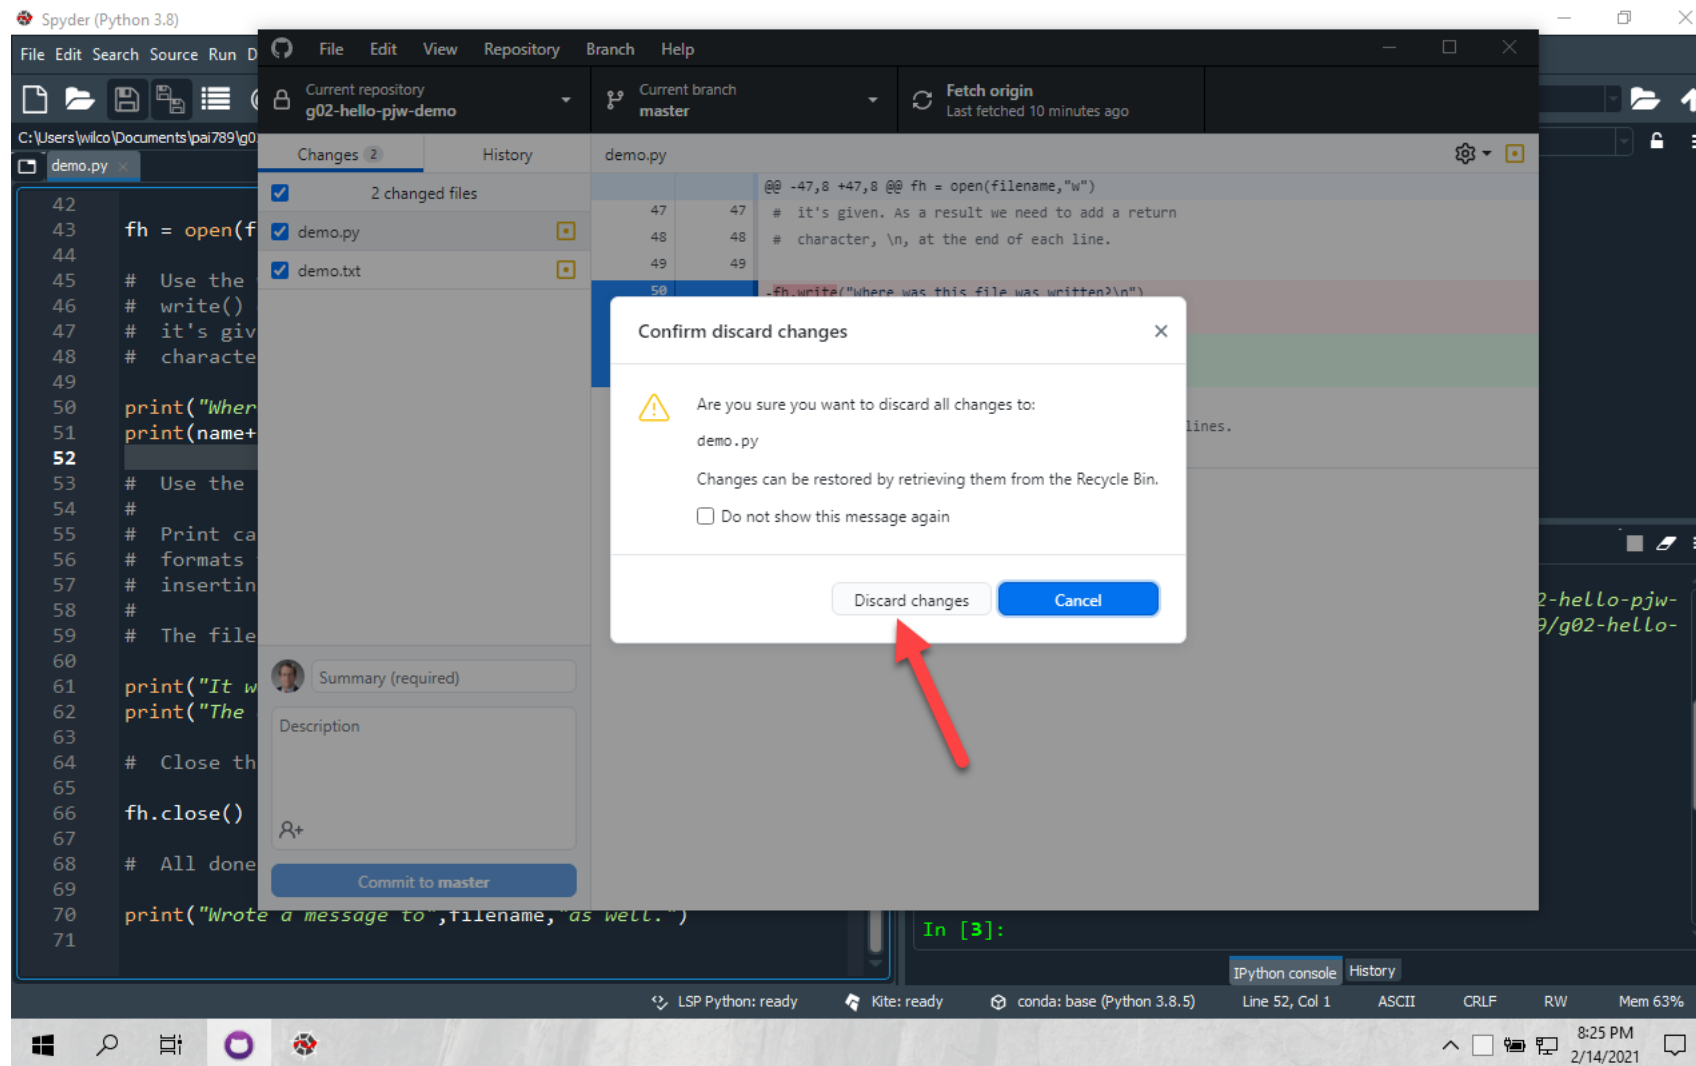 Spyder (Python 3.8)
File Edit Search Source Run D
File Edit View Repository Branch Help
Current repository
g02-hello-pjw-demo
Current branch
master
Fetch origin
Last fetched 10 minutes ago
C:\Users\wilco\Documents\pai789\g0
demo.py
Changes 2
History
demo.py
2 changed files
demo.py
demo.txt
@@ -47,8 +47,8 @@ fh = open(filename,"w")
47 47 # it's given. As a result we need to add a return
48 48 # character, \n, at the end of each line.
49 49
50 -fh.write("Where was this file was written?\n")
lines.
Confirm discard changes
Are you sure you want to discard all changes to:
demo.py
Changes can be restored by retrieving them from the Recycle Bin.
Do not show this message again
Discard changes
Cancel
42
43 fh = open(f
44
45 # Use the
46 # write()
47 # it's giv
48 # characte
49
50 print("Wher
51 print(name+
52
53 # Use the
54 #
55 # Print ca
56 # formats
57 # insertin
58 #
59 # The file
60
61 print("It w
62 print("The
63
64 # Close th
65
66 fh.close()
67
68 # All done
69
70 print("Wrote a message to",filename,"as well.")
71
Summary (required)
Description
Commit to master
2-hello-pjw-
9/g02-hello-
In [3]:
IPython console
History
LSP Python: ready
Kite: ready
conda: base (Python 3.8.5)
Line 52, Col 1
ASCII
CRLF
RW
Mem 63%
8:25 PM
2/14/2021